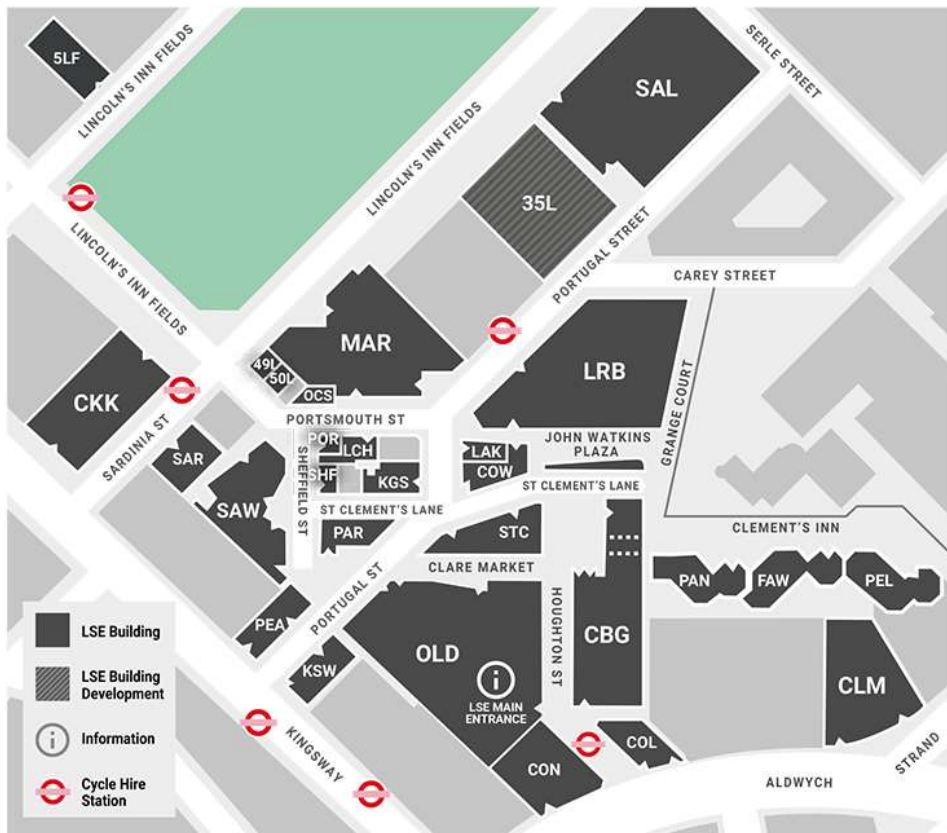 5LF
LINCOLN'S INN FIELDS
SERLE STREET
SAL
LINCOLN'S INN FIELDS
35L
PORTUGAL STREET
LINCOLN'S INN FIELDS
CAREY STREET
MAR
49L
50L
OCS
LRB
GRANGE COURT
CKK
SARDINIA ST
PORTSMOUTH ST
SAR
SHEFFIELD ST
POR
LCH
SHF
KGS
LAK
COW
JOHN WATKINS
PLAZA
ST CLEMENT'S LANE
SAW
ST CLEMENT'S LANE
PAR
STC
CLEMENT'S INN
CLARE MARKET
PORTUGAL ST
HOUGHTON ST
PAN
FAW
PEL
PEA
KSW
OLD
CBG
LSE MAIN
ENTRANCE
CLM
KINGSWAY
CON
COL
ALDWYCH
STRAND
LSE Building
LSE Building
Development
i
Information
Cycle Hire
Station